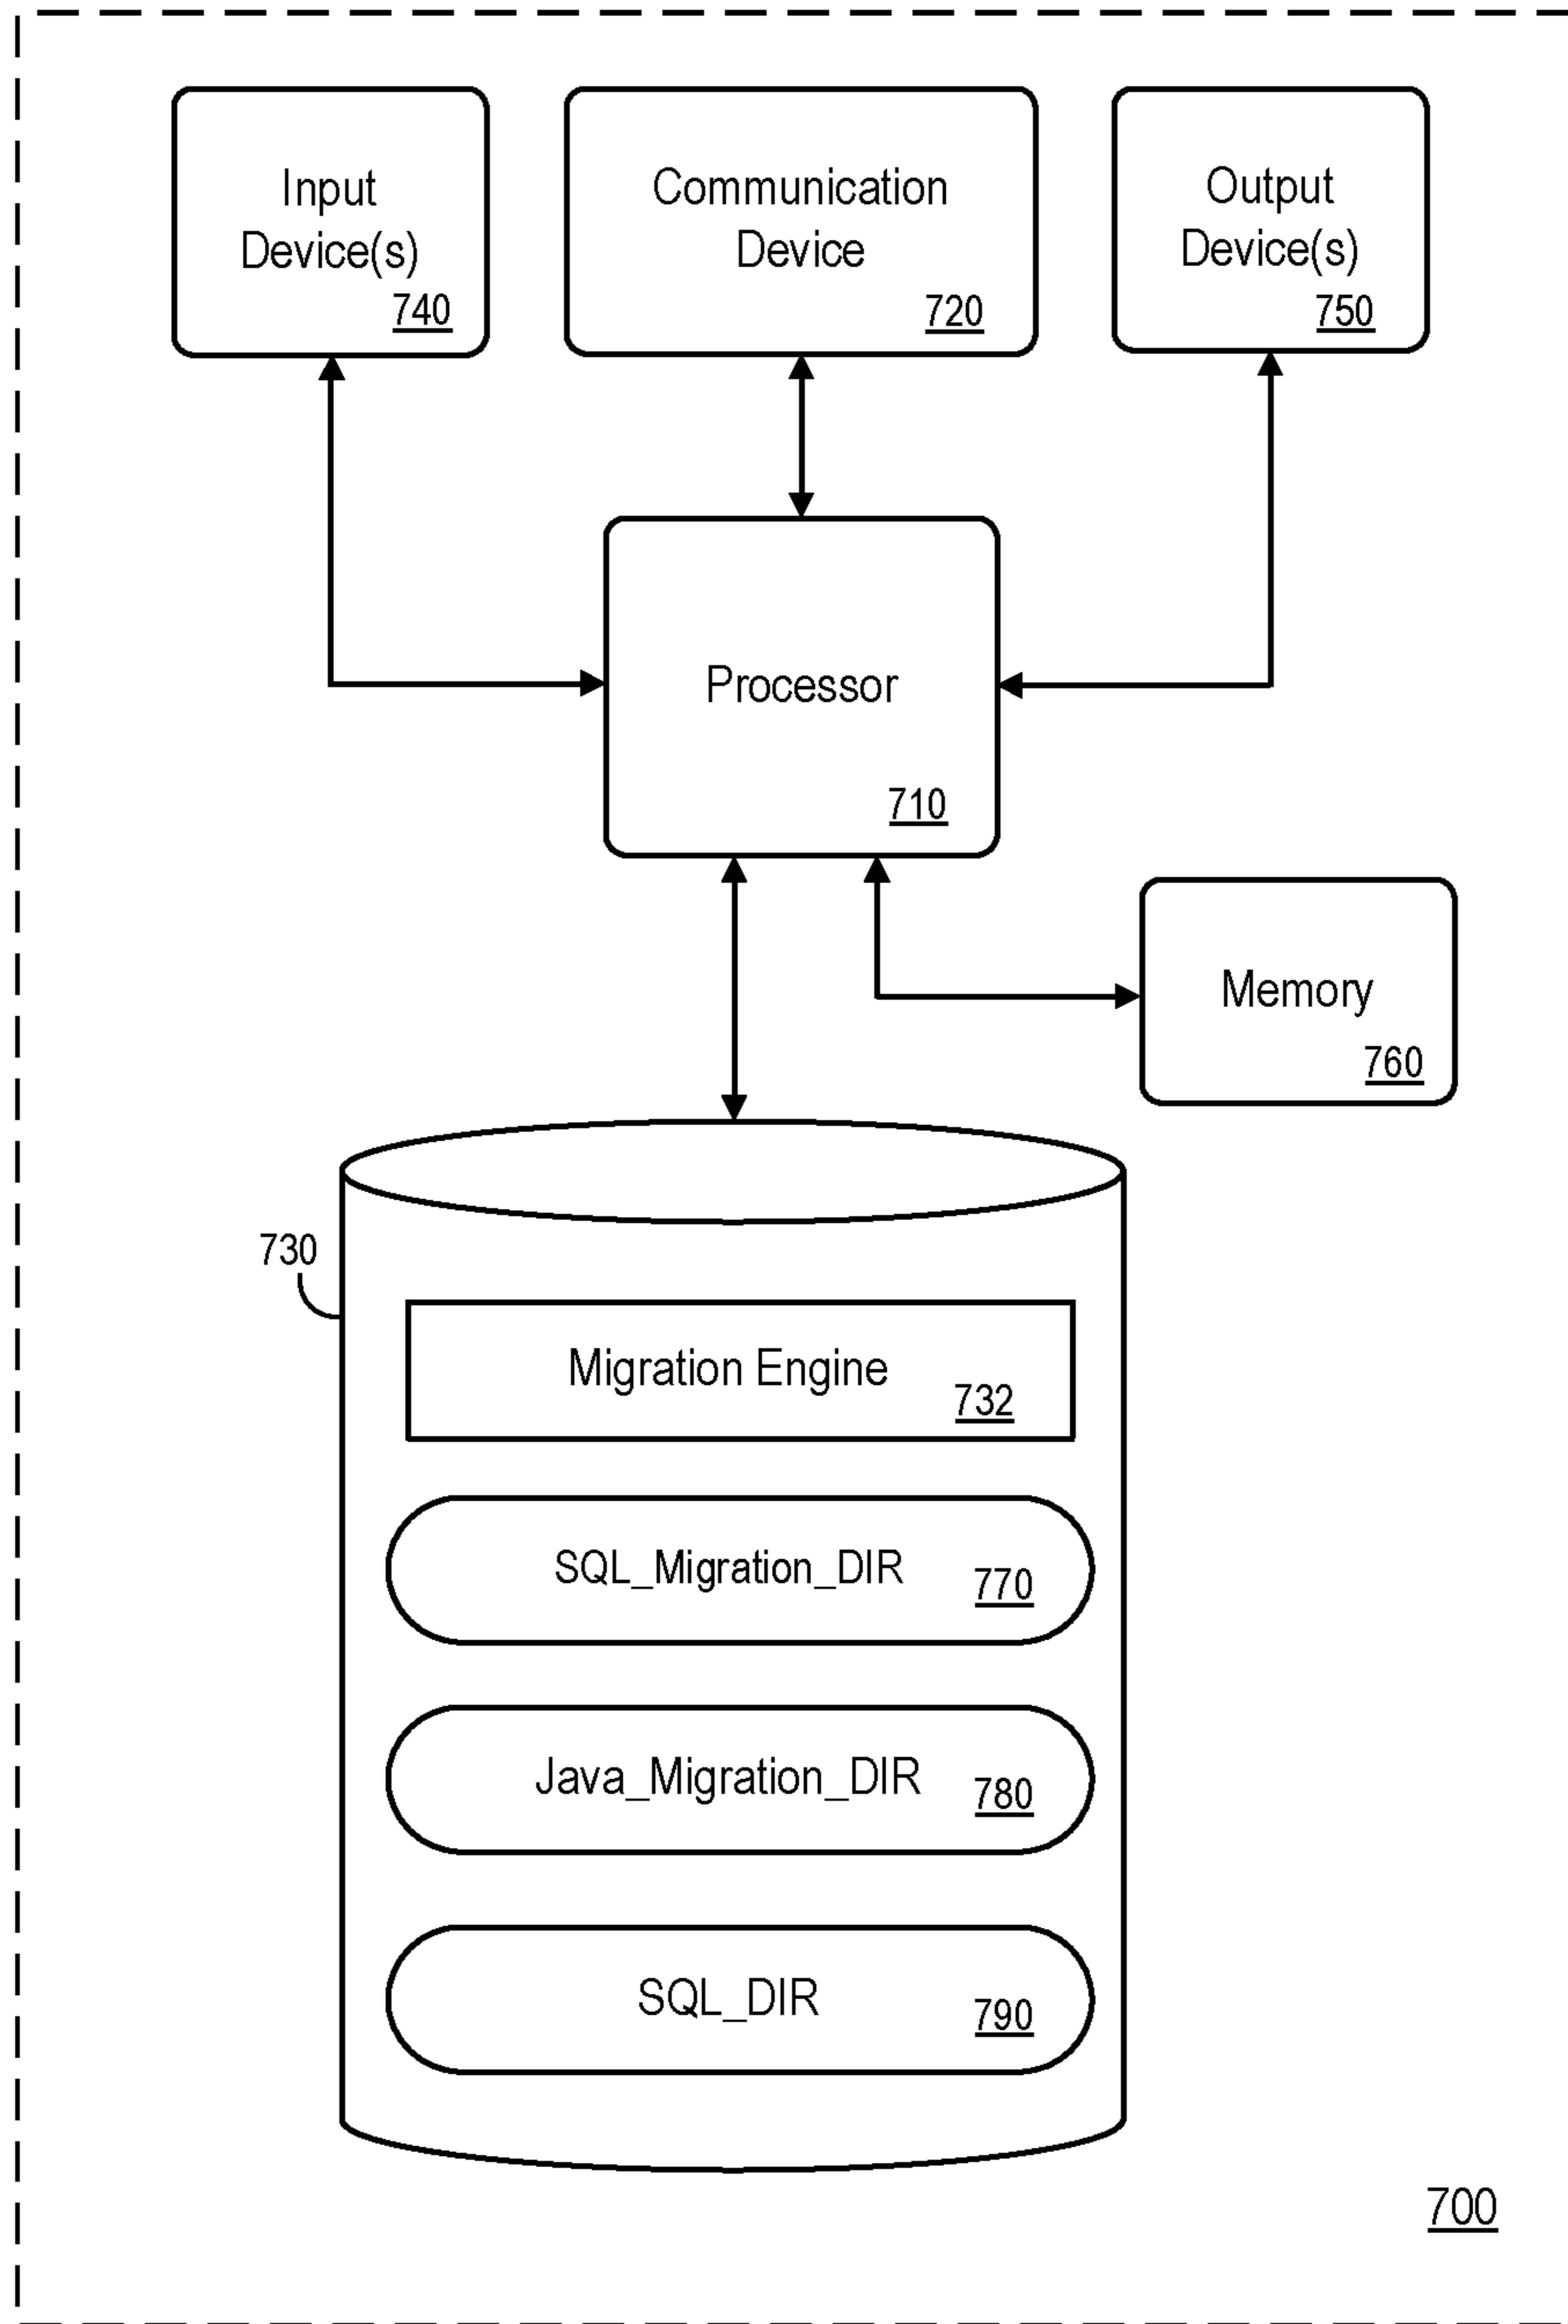 Input
Device(s)
740
Communication
Device
720
Output
Device(s)
750
Processor
710
Memory
760
730
Migration Engine
732
SQL_Migration_DIR
770
Java_Migration_DIR
780
SQL_DIR
790
700